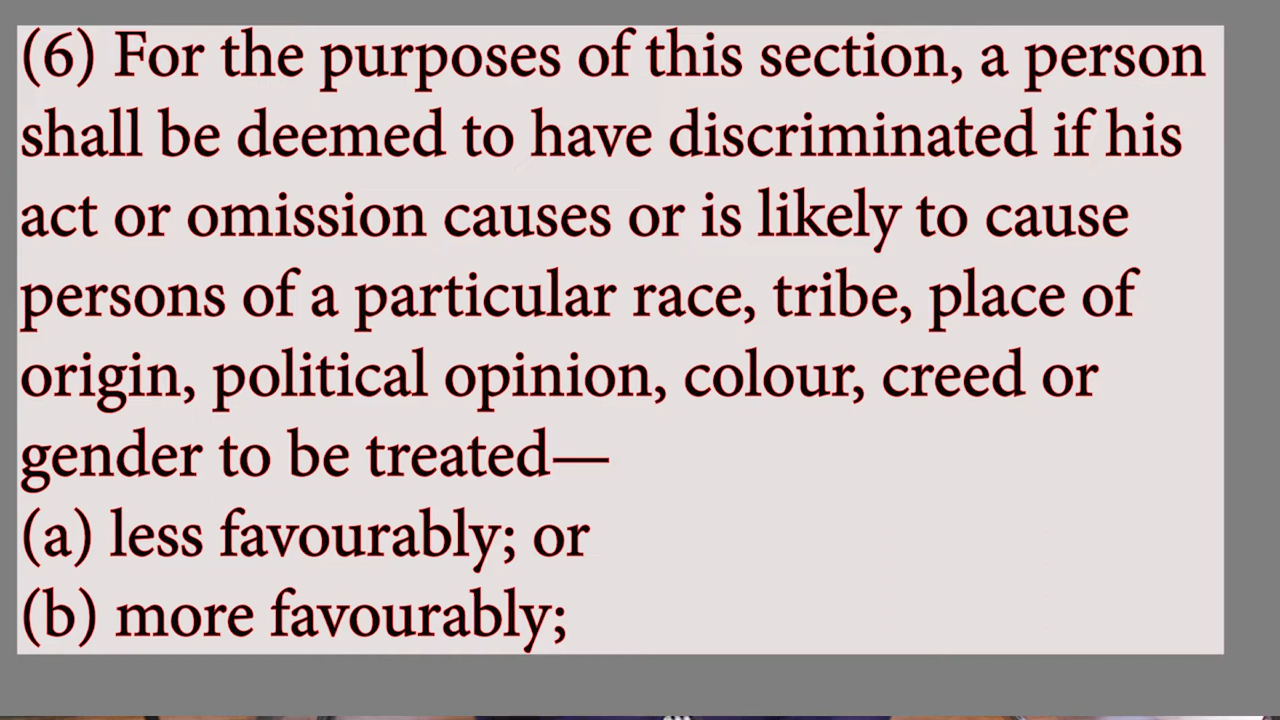 (6) For the purposes of this section, a person
shall be deemed to have discriminated if his
act or omission causes or is likely to cause
persons of a particular race, tribe, place of
origin, political opinion, colour, creed or
gender to be treated—
(a) less favourably; or
(b) more favourably;